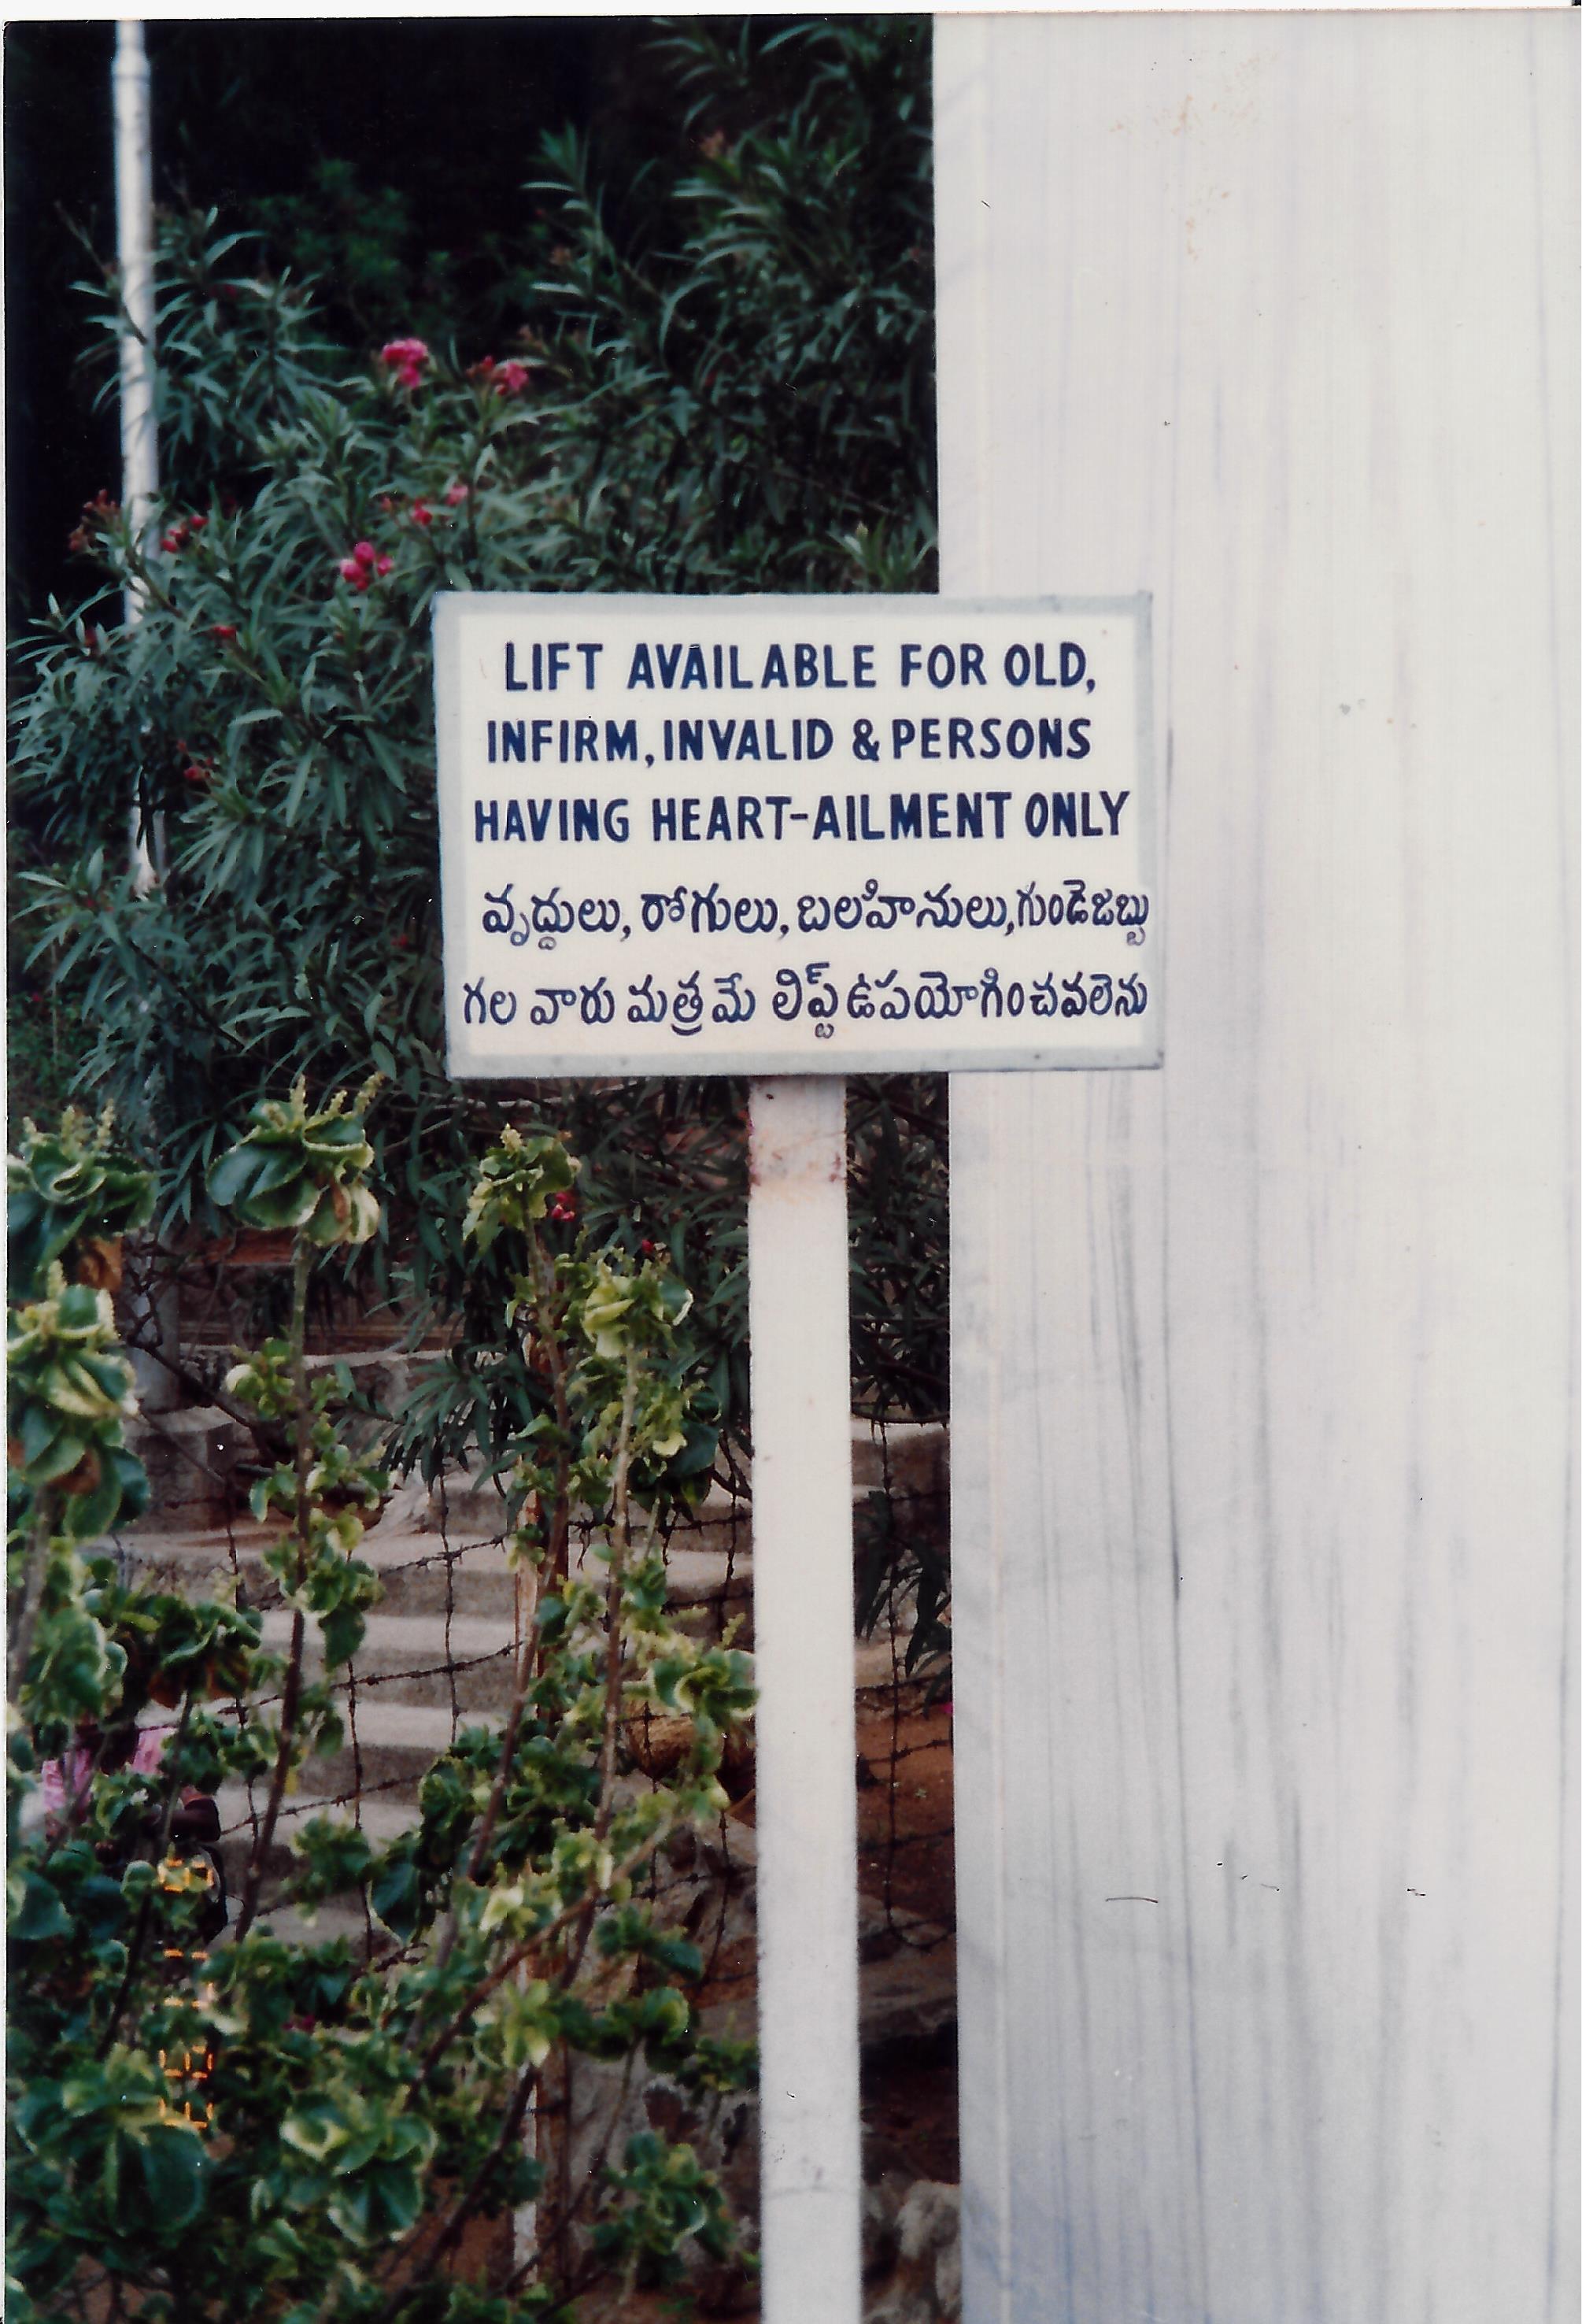 LIFT AVAILABLE FOR OLD,
INFIRM, INVALID & PERSONS
HAVING HEART-AILMENT ONLY
వృద్దులు, రోగులు, బలహినులు, గుండెజబ్బు
గల వారు మత్రమే లిఫ్ట్ ఉపయోగించవలెను